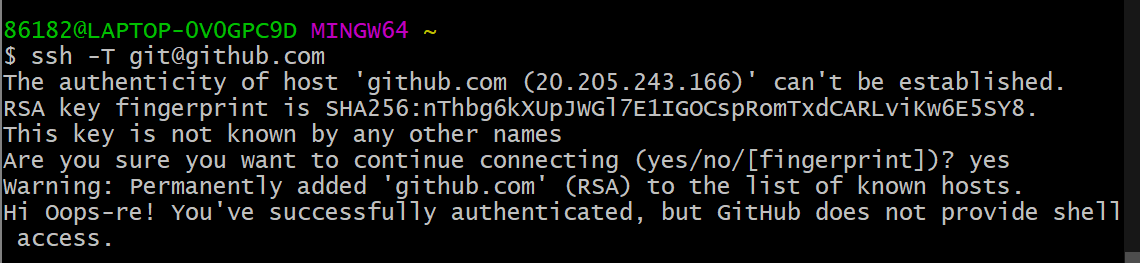 86182@LAPTOP-0V0GPC9D MINGW64 ~
$ ssh -T git@github.com
The authenticity of host 'github.com (20.205.243.166)' can't be established.
RSA key fingerprint is SHA256:nThbg6kXUpJWGl7E1IGOCspRomTxdCARLviKw6E5SY8.
This key is not known by any other names
Are you sure you want to continue connecting (yes/no/[fingerprint])? yes
Warning: Permanently added 'github.com' (RSA) to the list of known hosts.
Hi Oops-re! You've successfully authenticated, but GitHub does not provide shell
access.